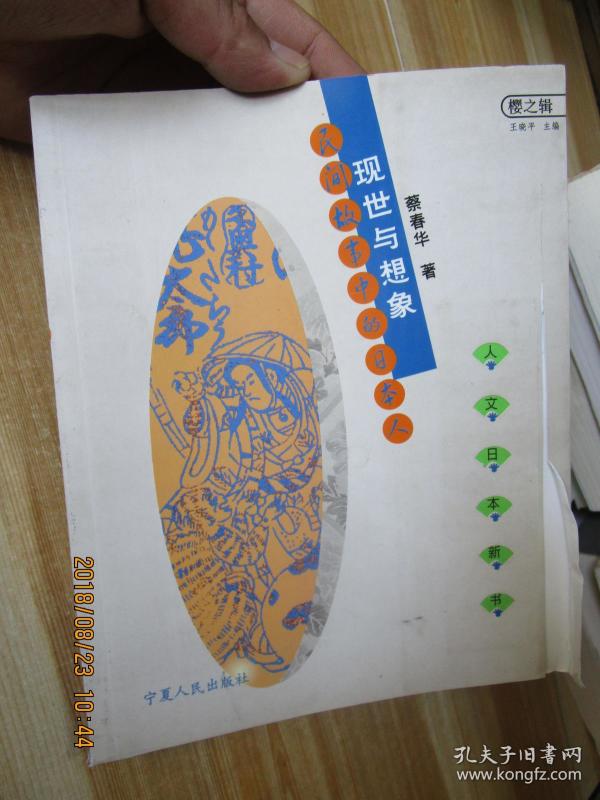 樱之辑
王晓平 主编
现世与想象
民间故事中的日本人
蔡春华 著
人文日本新书
宁夏人民出版社
2018/08/23 10:44
孔夫子旧书网
www.kongfz.com